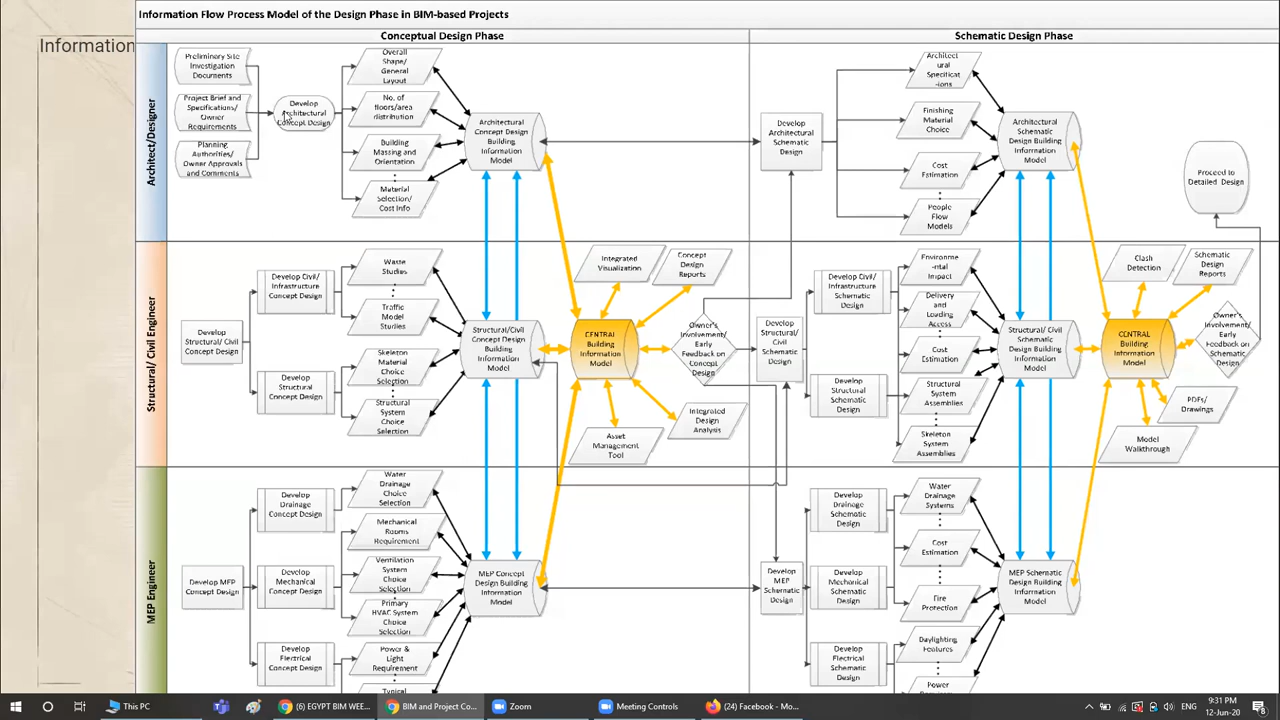 Information Flow Process Model of the Design Phase in BIM-based Projects
Information
Conceptual Design Phase
Schematic Design Phase
Architect/Designer
Preliminary Site
Investigation
Documents
Project Brief and
Specifications/
Owner
Requirements
Planning
Authorities/
Owner Approvals
and Comments
Develop
Architectural
Concept Design
Overall
Shape/
General
Layout
No. of
floors/area
distribution
Building
Massing and
Orientation
Material
Selection/
Cost Info
Architectural
Concept Design
Building
Information
Model
Develop
Architectural
Schematic
Design
Architect
ural
Specificat
-ions
Finishing
Material
Choice
Cost
Estimation
People
Flow
Models
Architectural
Schematic
Design Building
Information
Model
Proceed to
Detailed Design
Structural/ Civil Engineer
Develop
Structural/ Civil
Concept Design
Develop Civil/
Infrastructure
Concept Design
Develop
Structural
Concept Design
Waste
Studies
Traffic
Model
Studies
Skeleton
Material
Choice
Selection
Structural
System
Choice
Selection
Structural/Civil
Concept Design
Building
Information
Model
Integrated
Visualization
Concept
Design
Reports
CENTRAL
Building
Information
Model
Asset
Management
Tool
Integrated
Design
Analysis
Owner's
Involvement/
Early
Feedback on
Concept
Design
Develop
Structural/
Civil
Schematic
Design
Develop Civil/
Infrastructure
Schematic
Design
Develop
Structural
Schematic
Design
Environme
-ntal
Impact
Delivery
and
Loading
Access
Cost
Estimation
Structural
System
Assemblies
Skeleton
System
Assemblies
Structural/ Civil
Schematic
Design Building
Information
Model
Clash
Detection
Schematic
Design
Reports
CENTRAL
Building
Information
Model
Owner's
Involvement/
Early
Feedback on
Schematic
Design
PDFs/
Drawings
Model
Walkthrough
MEP Engineer
Develop MEP
Concept Design
Develop
Drainage
Concept Design
Develop
Mechanical
Concept Design
Develop
Electrical
Concept Design
Water
Drainage
Choice
Selection
Mechanical
Rooms
Requirement
Ventilation
System
Choice
Selection
Primary
HVAC System
Choice
Selection
Power &
Light
Requirement
Typical
MEP Concept
Design Building
Information
Model
Develop
MEP
Schematic
Design
Develop
Drainage
Schematic
Design
Develop
Mechanical
Schematic
Design
Develop
Electrical
Schematic
Design
Water
Drainage
Systems
Cost
Estimation
Fire
Protection
Daylighting
Features
Power
MEP Schematic
Design Building
Information
Model
This PC
(6) EGYPT BIM WEE...
BIM and Project Co...
Zoom
Meeting Controls
(24) Facebook - Mo...
ENG
9:31 PM
12-Jun-20